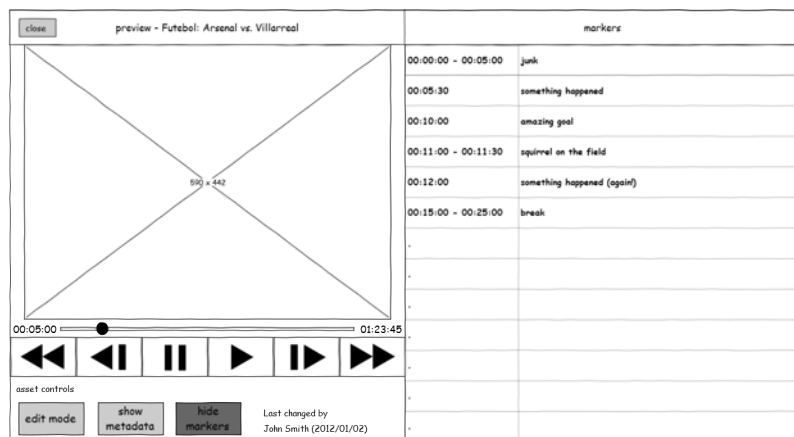 close
preview - Futebol: Arsenal vs. Villarreal
markers
00:00:00 - 00:05:00 junk
00:05:30 something happened
00:10:00 amazing goal
00:11:00 - 00:11:30 squirrel on the field
00:12:00 something happened (again!)
00:15:00 - 00:25:00 break
590 x 442
00:05:00
01:23:45
asset controls
edit mode
show
metadata
hide
markers
Last changed by
John Smith (2012/01/02)